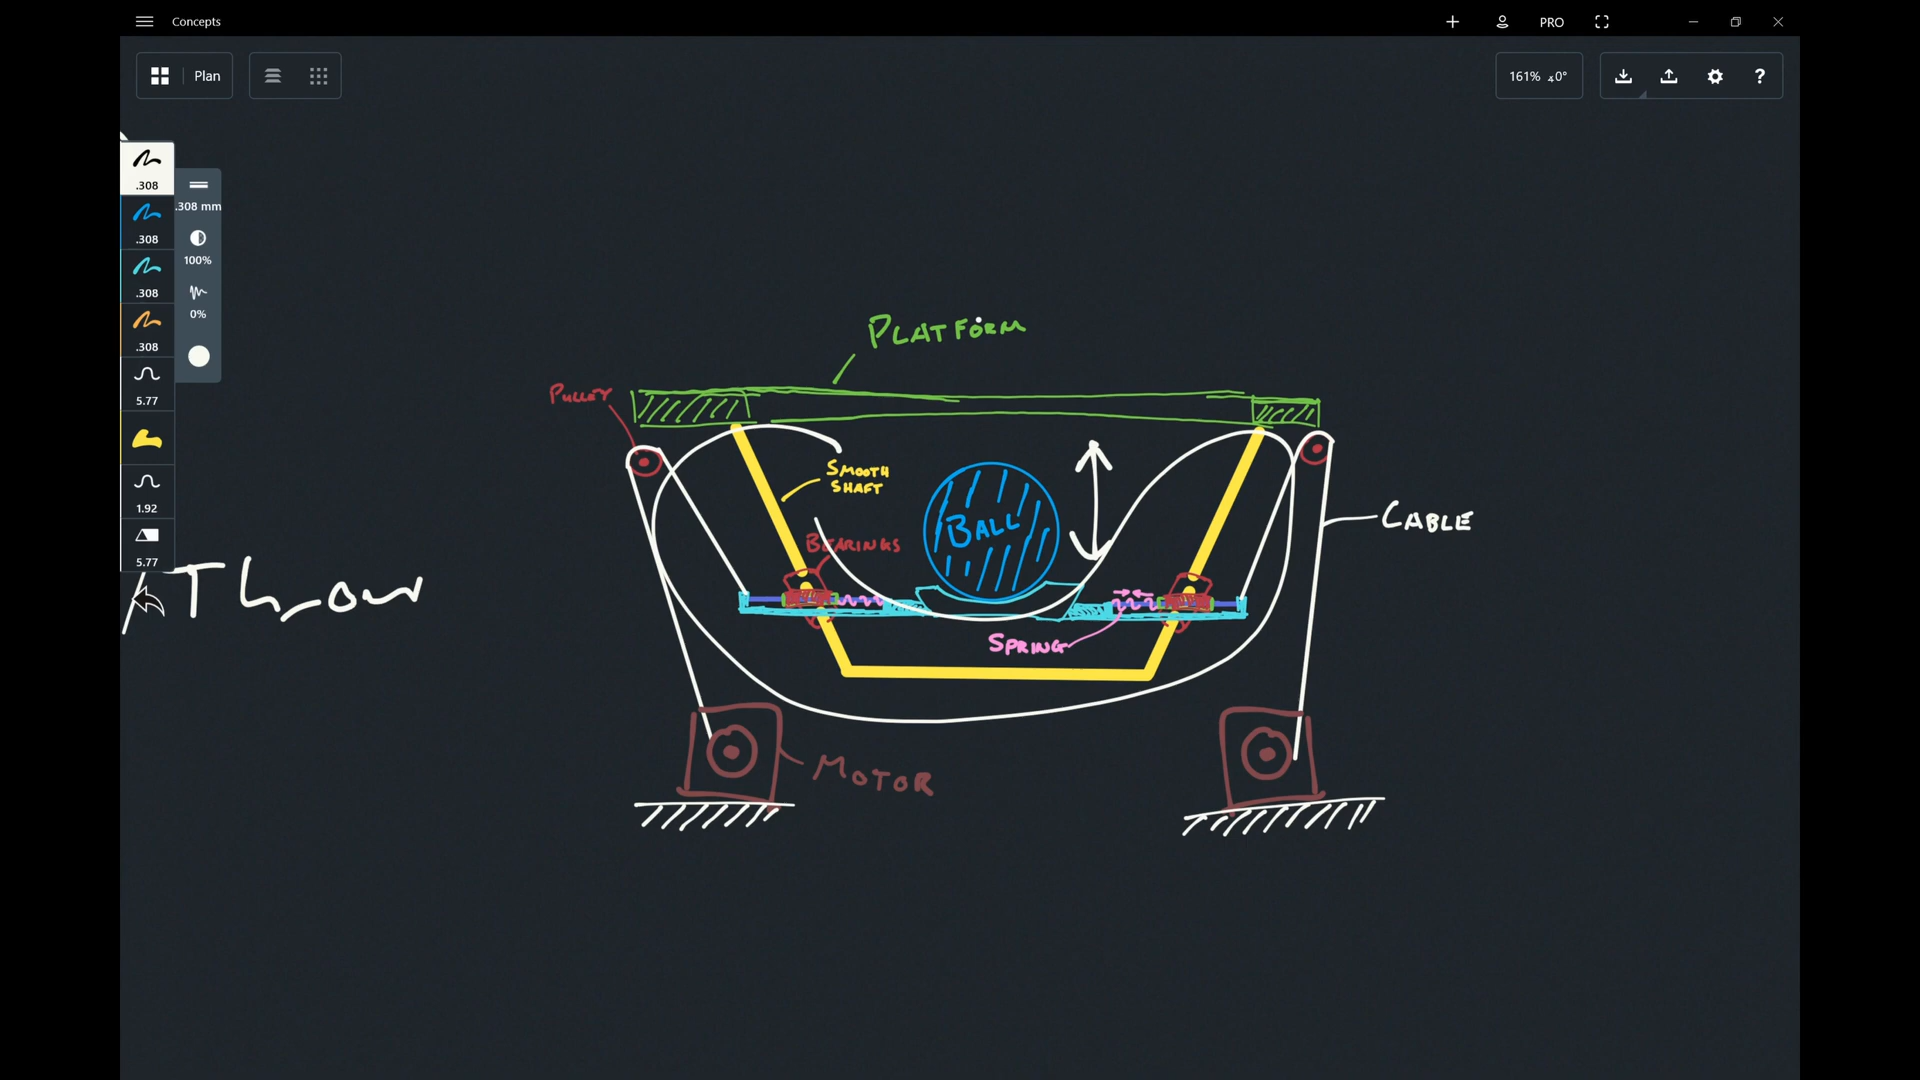 Concepts
PRO
Plan
161% 0°
?
.308
.308 mm
.308
100%
.308
0%
.308
5.77
1.92
5.77
PLATFORM
PULLEY
SMOOTH
SHAFT
BALL
CABLE
BEARINGS
Throw
SPRING
MOTOR